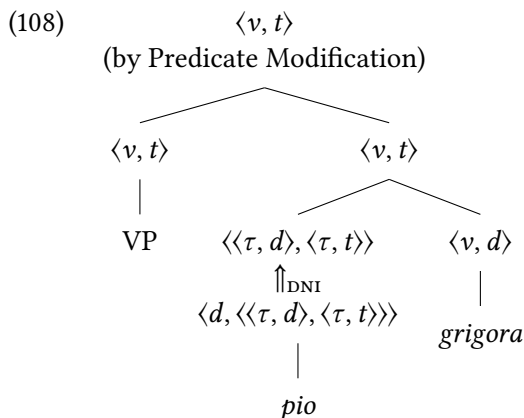 (108) ⟨v, t⟩
(by Predicate Modification)
⟨v, t⟩ ⟨v, t⟩
VP ⟨⟨τ, d⟩, ⟨τ, t⟩⟩ ⟨v, d⟩
⇑DNI
⟨d, ⟨⟨τ, d⟩, ⟨τ, t⟩⟩⟩ grigora
pio